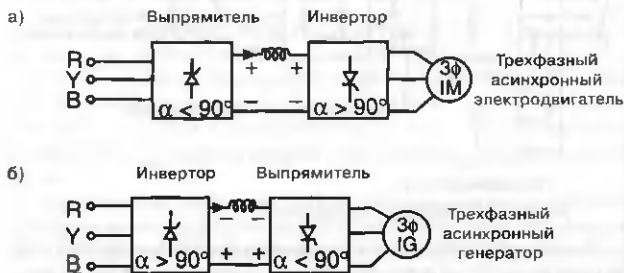 а)
Выпрямитель Инвертор
R
Y
B
+ +
− −
α < 90° α > 90°
3ϕ
IM
Трехфазный
асинхронный
электродвигатель
б)
Инвертор Выпрямитель
R
Y
B
− −
+ +
α > 90° α < 90°
3ϕ
IG
Трехфазный
асинхронный
генератор